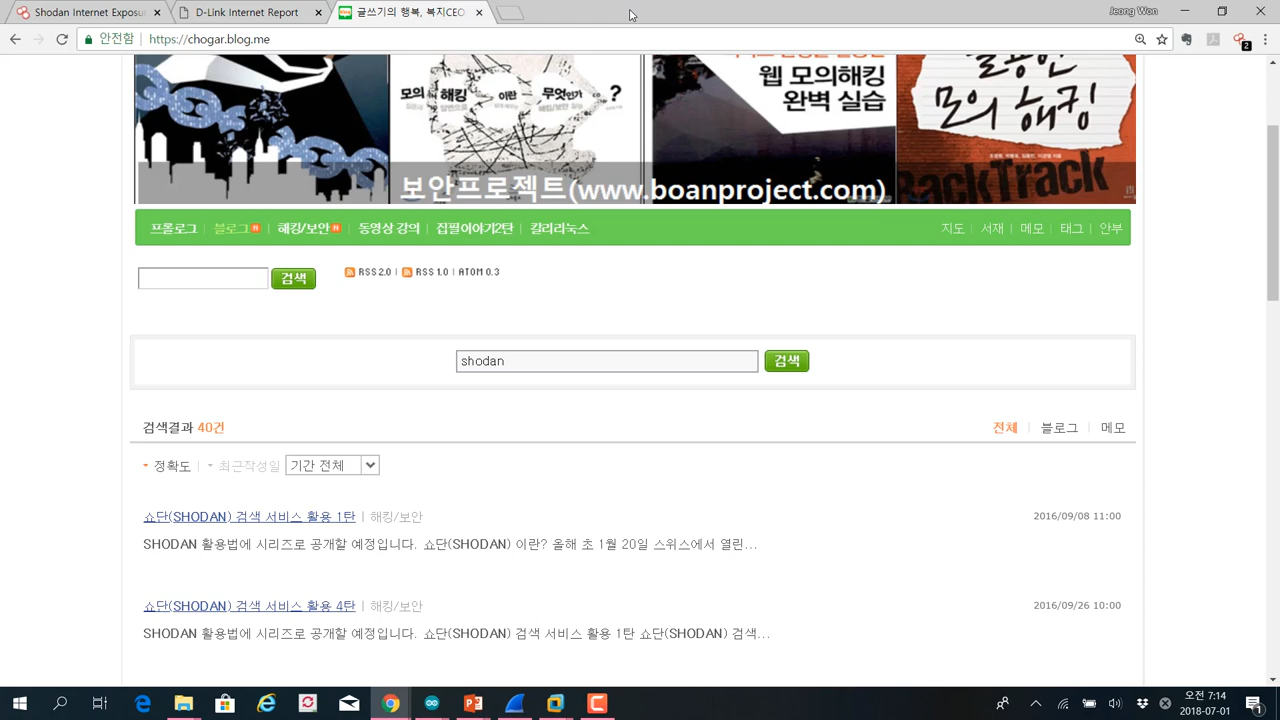 Shodan Internet Exposur
D-Link Internet Camera
글쓰기의 행복, 복지CEO
Jeong Won
안전함 https://chogar.blog.me
2
모의 해킹 이란 무엇인가 ?
웹 모의해킹
완벽 실습
모의 해킹
BackTrack
보안프로젝트(www.boanproject.com)
프롤로그 블로그 N 해킹/보안 N 동영상 강의 집필이야기2탄 칼리리눅스
지도 서재 메모 태그 안부
검색 RSS 2.0 RSS 1.0 ATOM 0.3
shodan 검색
검색결과 40건
전체 블로그 메모
정확도 최근작성일 기간 전체
쇼단(SHODAN) 검색 서비스 활용 1탄 | 해킹/보안 2016/09/08 11:00
SHODAN 활용법에 시리즈로 공개할 예정입니다. 쇼단(SHODAN) 이란? 올해 초 1월 20일 스위스에서 열린...
쇼단(SHODAN) 검색 서비스 활용 4탄 | 해킹/보안 2016/09/26 10:00
SHODAN 활용법에 시리즈로 공개할 예정입니다. 쇼단(SHODAN) 검색 서비스 활용 1탄 쇼단(SHODAN) 검색...
오전 7:14
2018-07-01
1